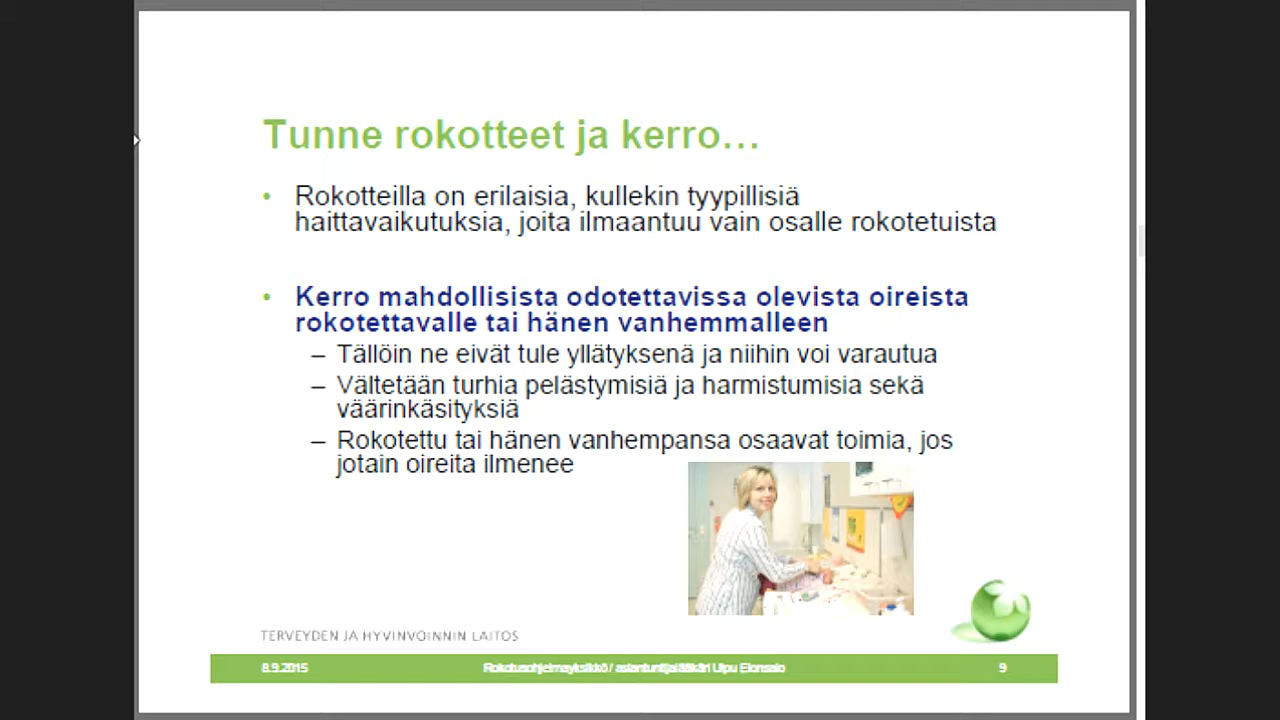 Tunne rokotteet ja kerro...
• Rokotteilla on erilaisia, kullekin tyypillisiä
haittavaikutuksia, joita ilmaantuu vain osalle rokotetuista
• Kerro mahdollisista odotettavissa olevista oireista
rokotettavalle tai hänen vanhemmalleen
– Tällöin ne eivät tule yllätyksenä ja niihin voi varautua
– Vältetään turhia pelästymisiä ja harmistumisia sekä
väärinkäsityksiä
– Rokotettu tai hänen vanhempansa osaavat toimia, jos
jotain oireita ilmenee
TERVEYDEN JA HYVINVOINNIN LAITOS
8.9.2015
Rokotusohjelmayksikkö / asiantuntijalääkäri Ulpu Elonsalo
9